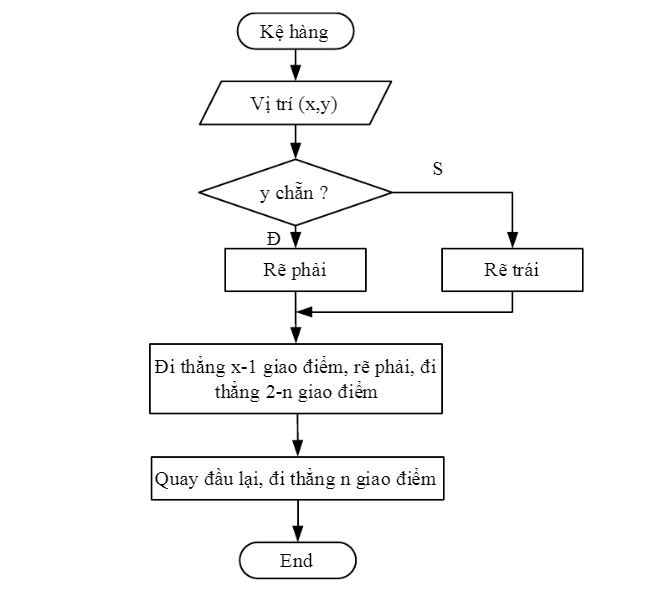 Kệ hàng
Vị trí (x,y)
S
y chẵn ?
Đ
Rẽ phải
Rẽ trái
Đi thẳng x-1 giao điểm, rẽ phải, đi
thẳng 2-n giao điểm
Quay đầu lại, đi thẳng n giao điểm
End